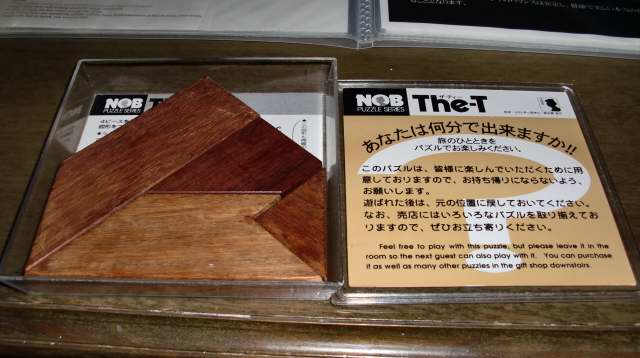 NOB
PUZZLE SERIES
NOB
PUZZLE SERIES
ザ・ティー
The-T
あなたは何分で出来ますか!!
旅のひとときを
パズルでお楽しみください。
このパズルは、皆様に楽しんでいただくために用
意しておりますので、お持ち帰りにならないよう、
お願いします。
遊ばれた後は、元の位置に戻しておいてください。
なお、売店にはいろいろなパズルを取り揃えてお
りますので、ぜひお立ち寄りください。
Feel free to play with this puzzle, but please leave it in the
room so the next guest can also play with it. You can purchase
it as well as many other puzzles in the gift shop downstairs.